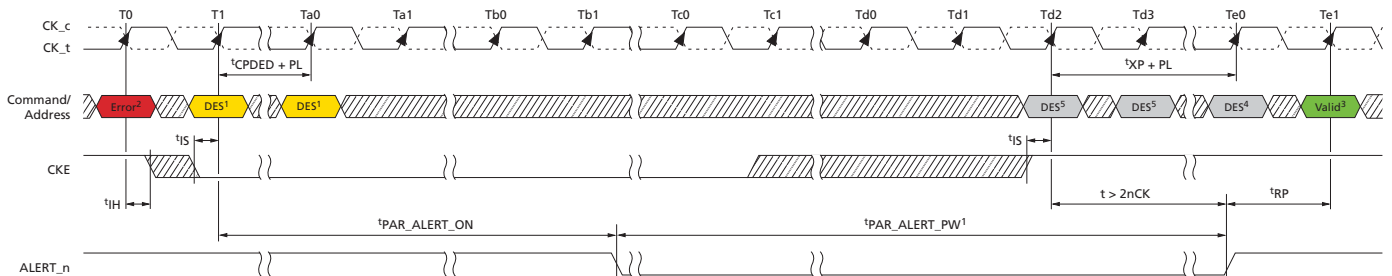 T0 T1 Ta0 Ta1 Tb0 Tb1 Tc0 Tc1 Td0 Td1 Td2 Td3 Te0 Te1
CK_c
CK_t
tCPDED + PL
tXP + PL
Command/
Address
Error2 DES1 DES1 DES5 DES5 DES4 Valid3
tIS tIS
CKE
tIH
t > 2nCK tRP
tPAR_ALERT_ON tPAR_ALERT_PW1
ALERT_n